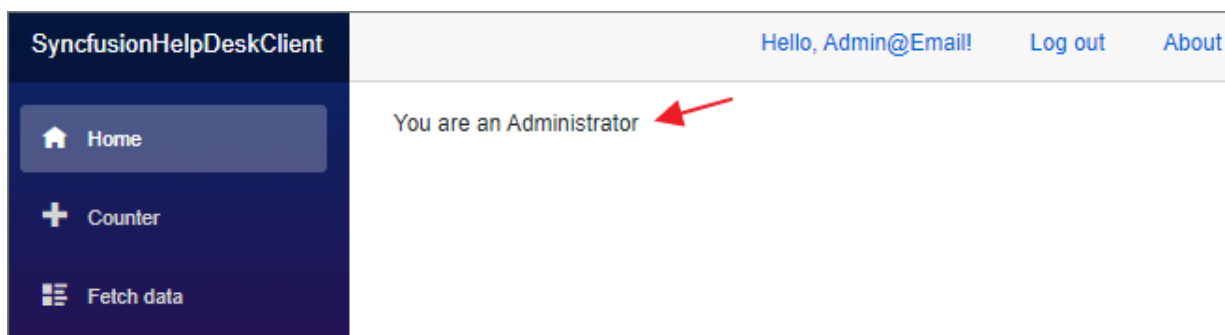 SyncfusionHelpDeskClient
Hello, Admin@Email!
Log out
About
Home
Counter
Fetch data
You are an Administrator